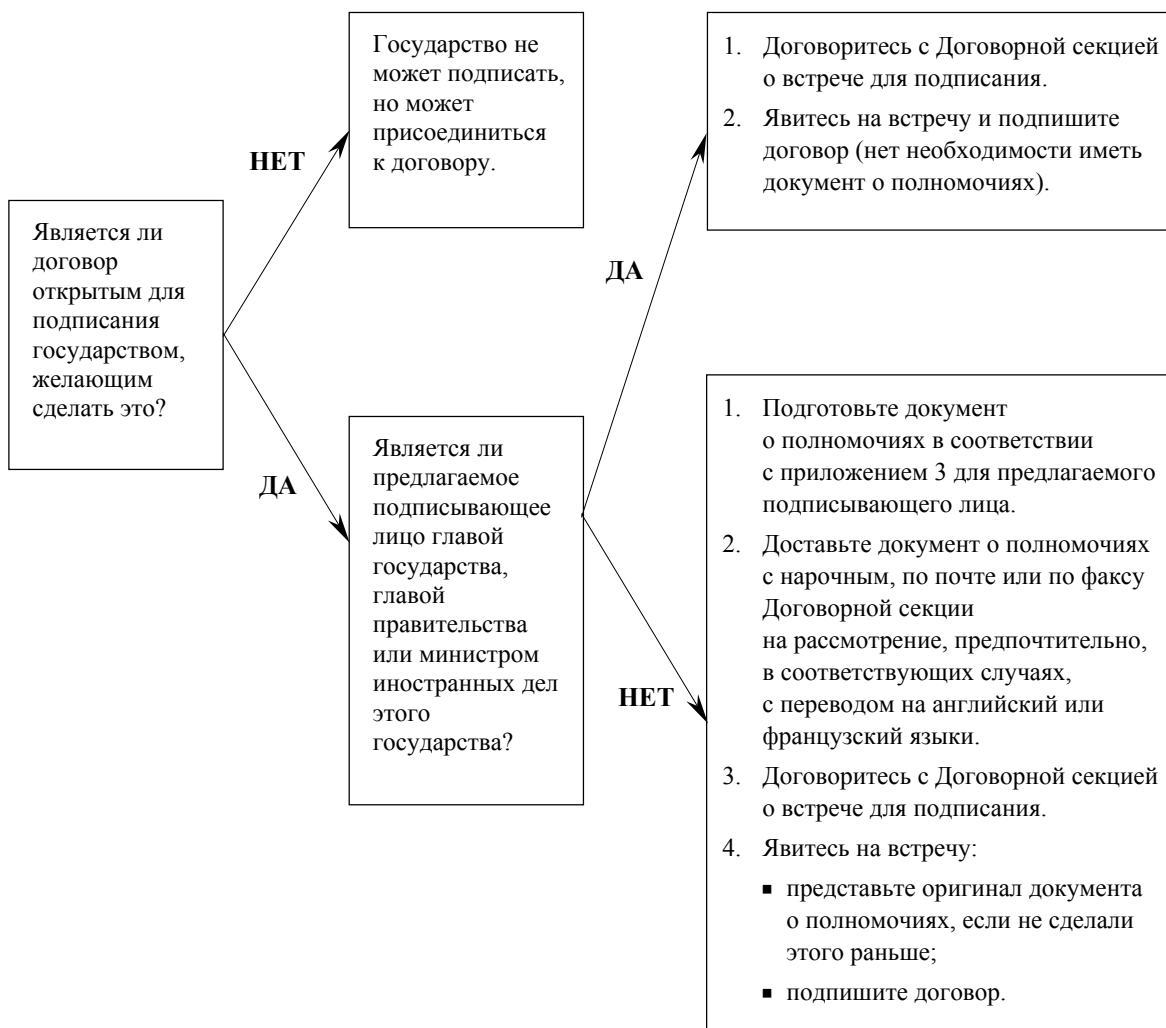 Является ли
договор
открытым для
подписания
государством,
желающим
сделать это?
НЕТ
Государство не
может подписать,
но может
присоединиться
к договору.
ДА
Является ли
предлагаемое
подписывающее
лицо главой
государства,
главой
правительства
или министром
иностранных дел
этого
государства?
ДА
1. Договоритесь с Договорной секцией
о встрече для подписания.
2. Явитесь на встречу и подпишите
договор (нет необходимости иметь
документ о полномочиях).
НЕТ
1. Подготовьте документ
о полномочиях в соответствии
с приложением 3 для предлагаемого
подписывающего лица.
2. Доставьте документ о полномочиях
с нарочным, по почте или по факсу
Договорной секции
на рассмотрение, предпочтительно,
в соответствующих случаях,
с переводом на английский или
французский языки.
3. Договоритесь с Договорной секцией
о встрече для подписания.
4. Явитесь на встречу:
▪ представьте оригинал документа
о полномочиях, если не сделали
этого раньше;
▪ подпишите договор.